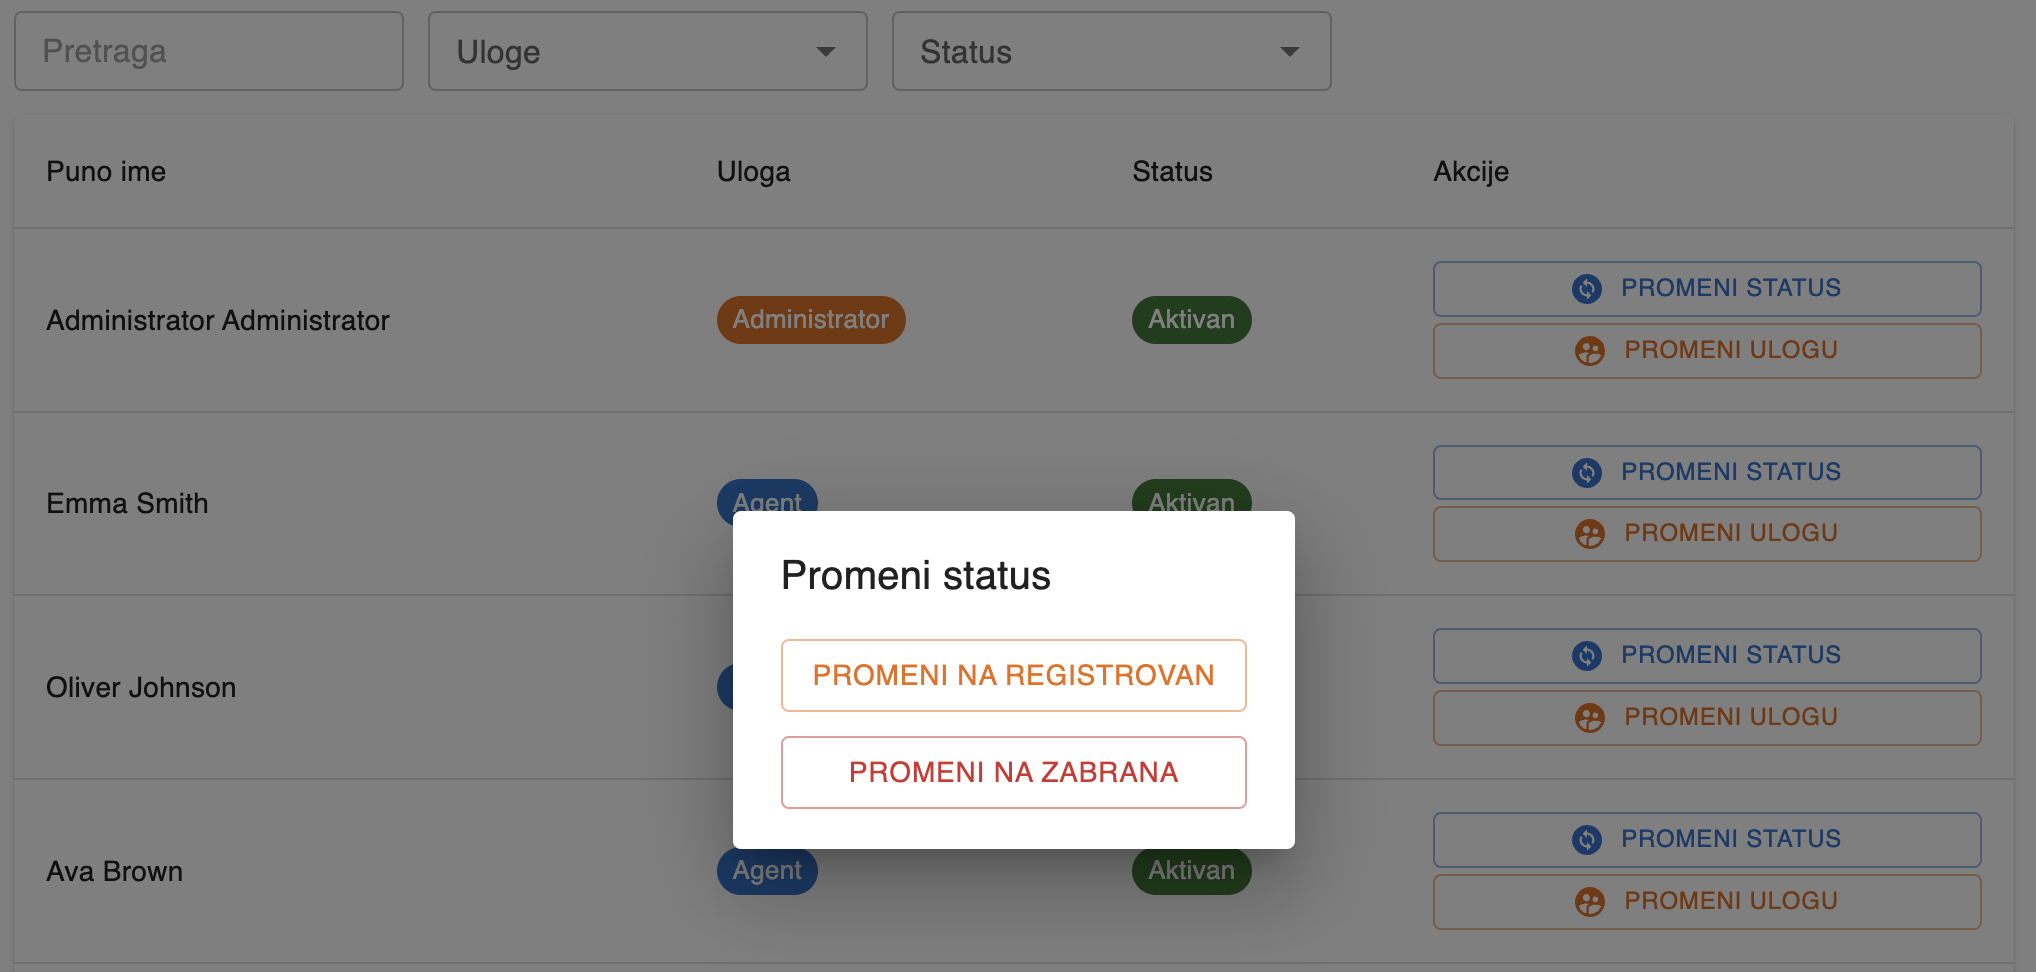 Pretraga Uloge Status
Puno ime Uloga Status Akcije
PROMENI STATUS
Administrator Administrator Administrator Aktivan
PROMENI ULOGU
PROMENI STATUS
Emma Smith Agent Aktivan
PROMENI ULOGU
Promeni status
PROMENI STATUS
PROMENI NA REGISTROVAN
Oliver Johnson
PROMENI ULOGU
PROMENI NA ZABRANA
PROMENI STATUS
Ava Brown Agent Aktivan
PROMENI ULOGU